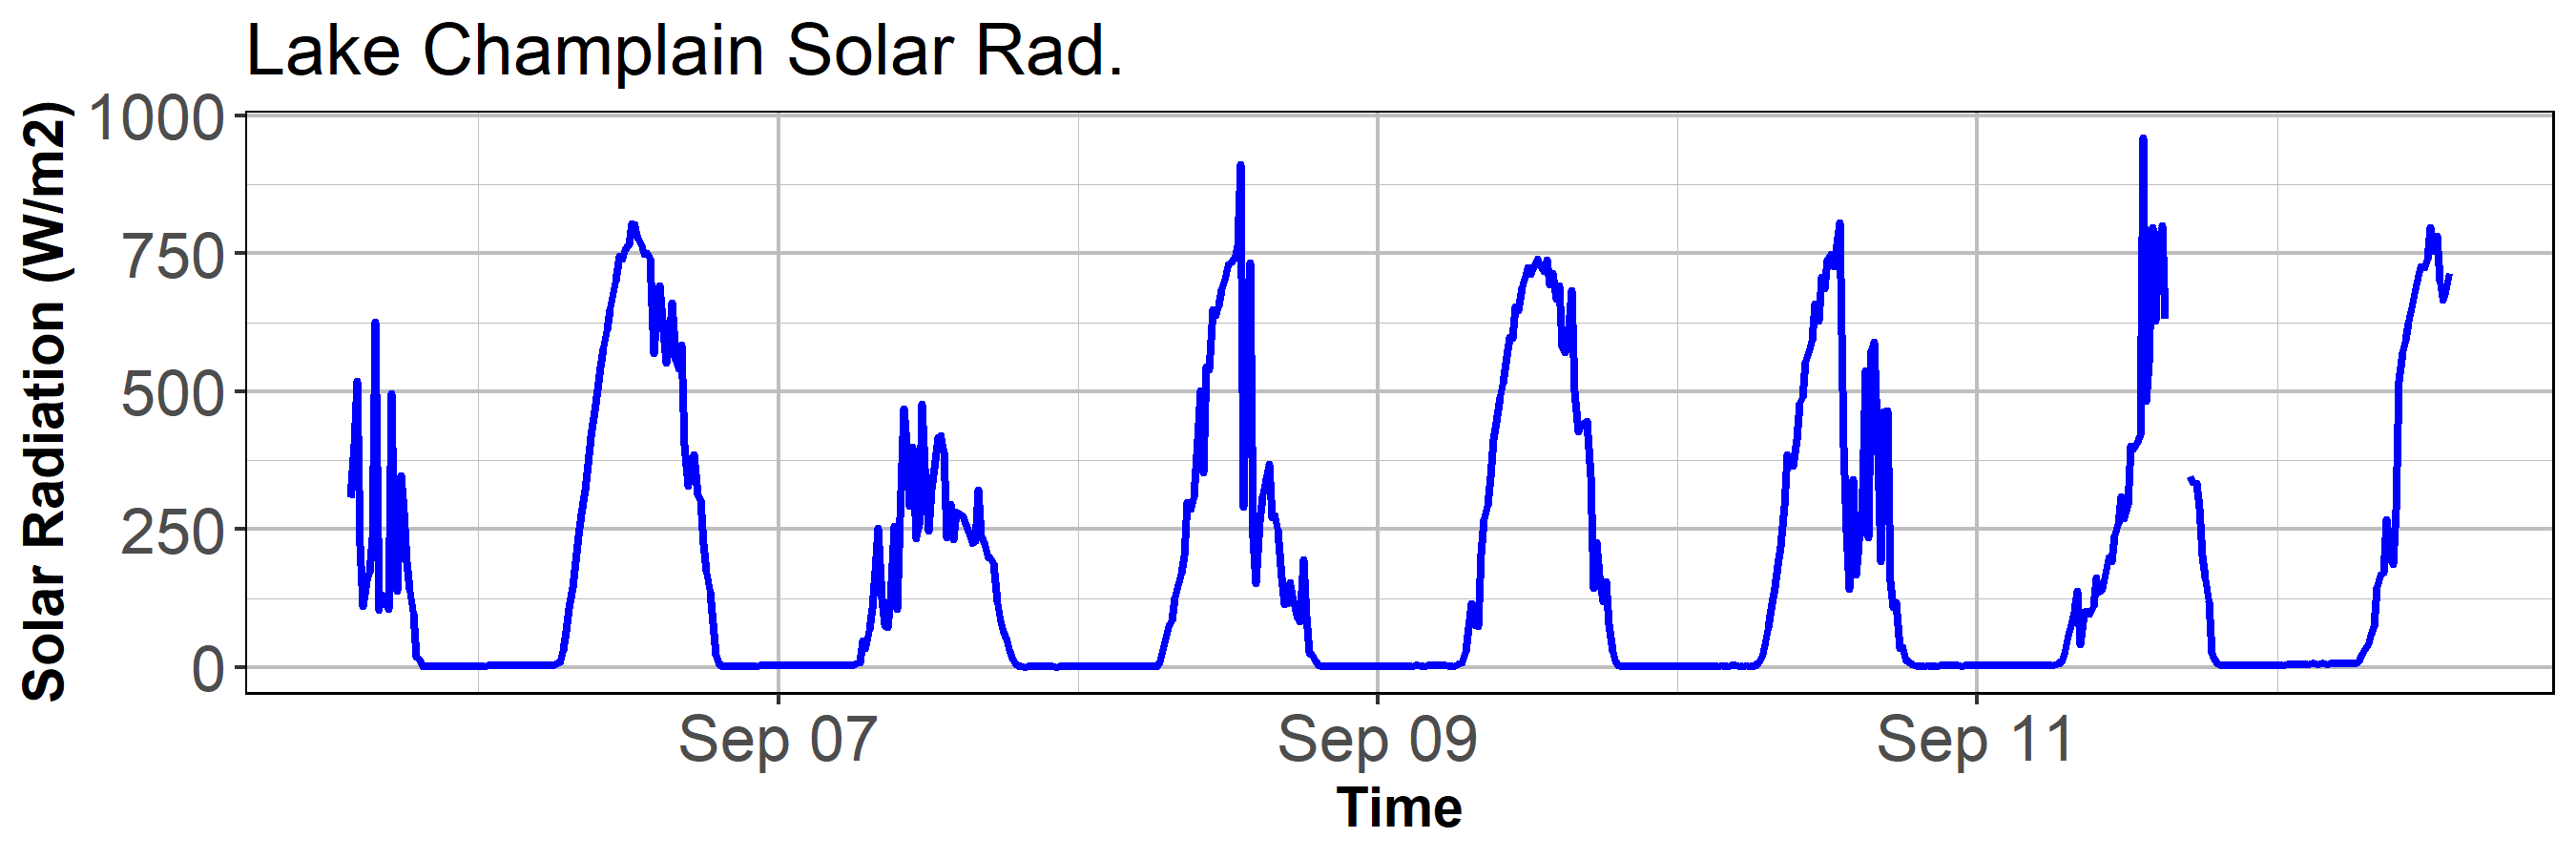 Lake Champlain Solar Rad.
Solar Radiation (W/m2)
1000
750
500
250
0
Sep 07
Sep 09
Sep 11
Time